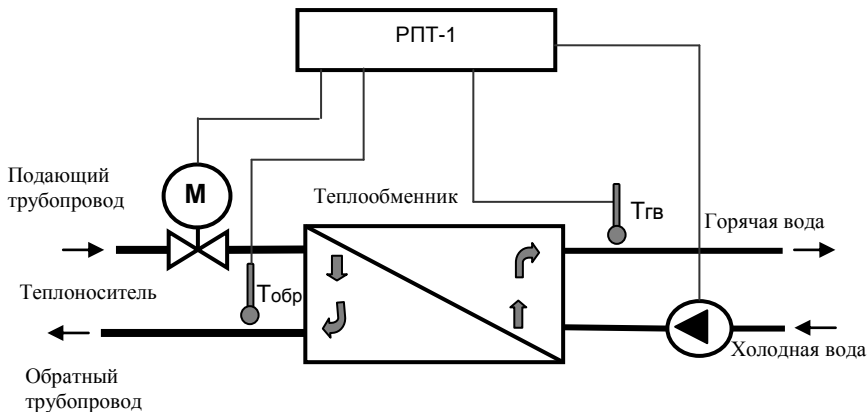 РПТ-1
Подающий
трубопровод
М
Теплообменник
Тгв
Горячая вода
Теплоноситель
Тобр
Холодная вода
Обратный
трубопровод